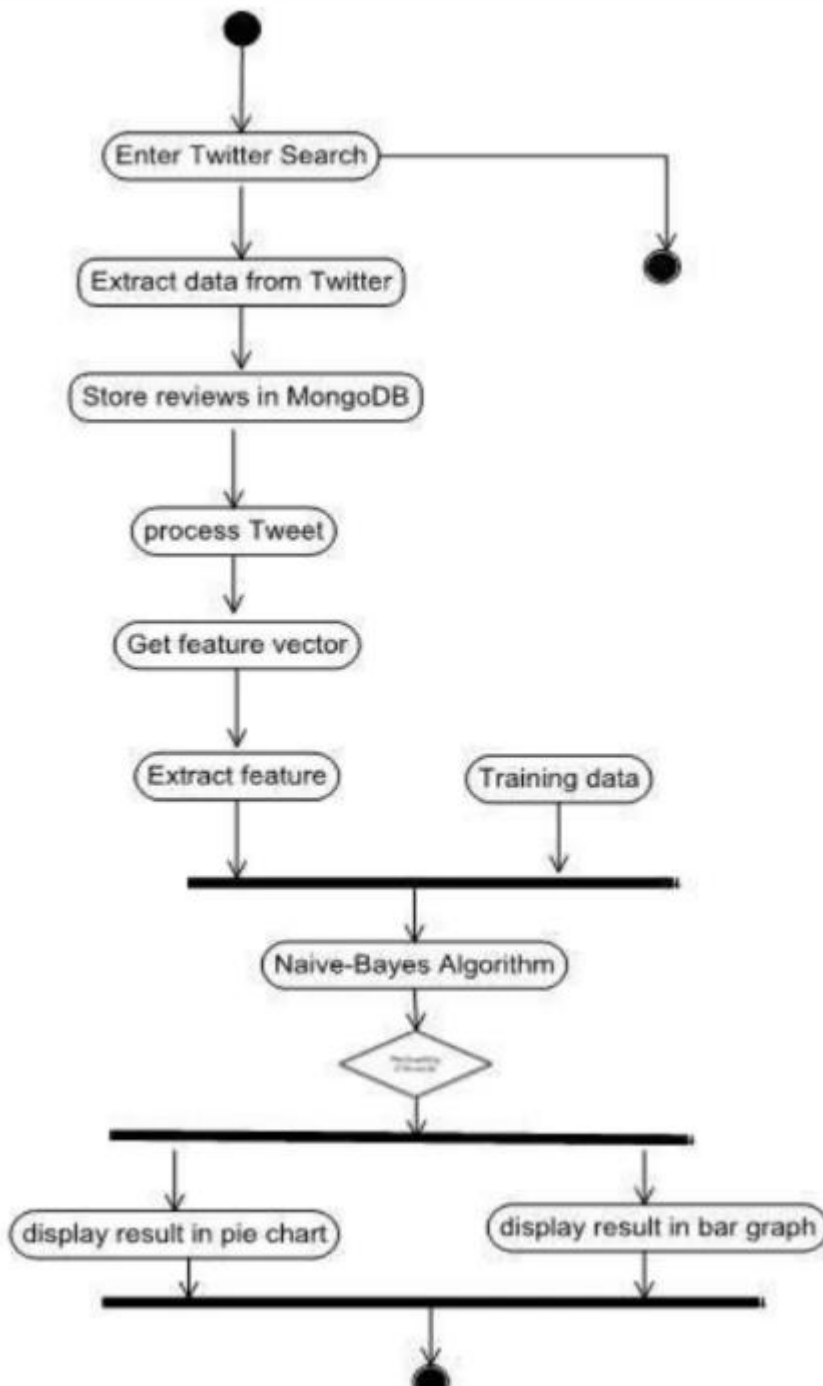 Enter Twitter Search
Extract data from Twitter
Store reviews in MongoDB
process Tweet
Get feature vector
Extract feature
Training data
Naive-Bayes Algorithm
display result in pie chart
display result in bar graph